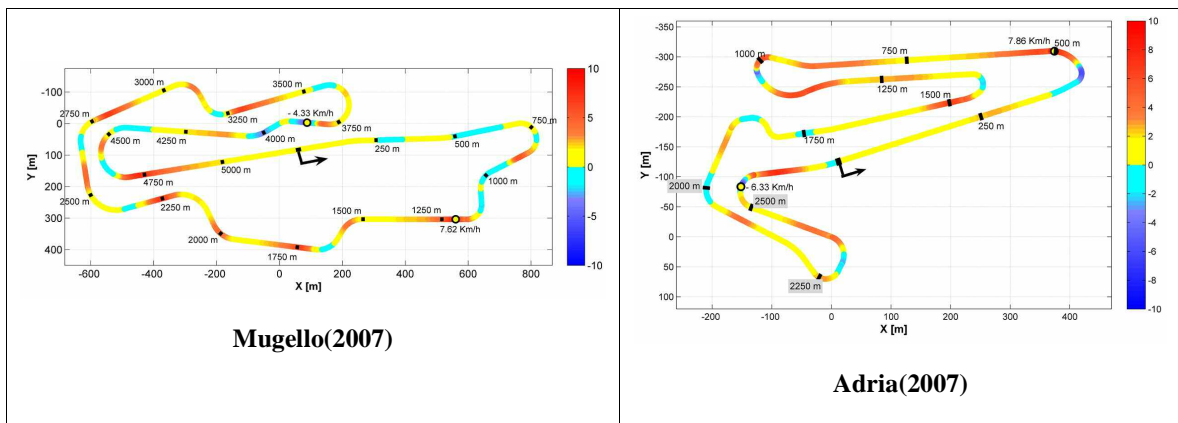 3000 m
3500 m
2750 m
3250 m
- 4.33 Km/h
3750 m
4500 m
4250 m
4000 m
250 m
500 m
750 m
4750 m
5000 m
1000 m
2500 m
2250 m
2000 m
1750 m
1500 m
1250 m
7.62 Km/h
-100
0
100
200
300
400
Y [m]
-600
-400
-200
0
200
400
600
800
X [m]
10
5
0
-5
-10
Mugello(2007)
7.86 Km/h
500 m
1000 m
750 m
1250 m
1500 m
250 m
1750 m
2000 m
- 6.33 Km/h
2500 m
2250 m
-350
-300
-250
-200
-150
-100
-50
0
50
100
Y [m]
-200
-100
0
100
200
300
400
X [m]
10
8
6
4
2
0
-2
-4
-6
-8
-10
Adria(2007)